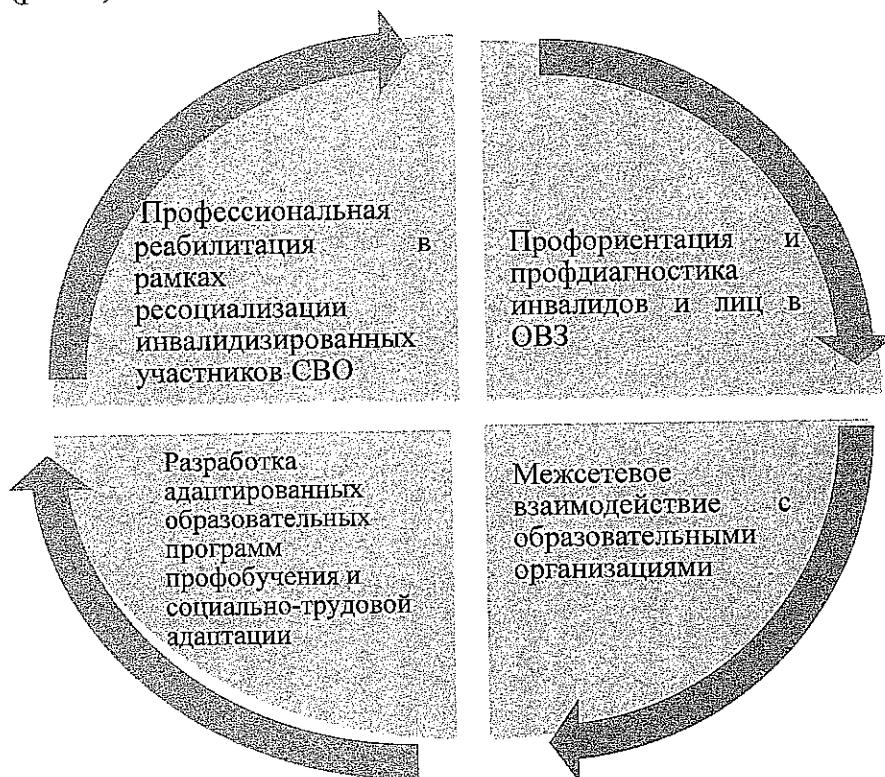 Профессиональная
реабилитация в
рамках
ресоциализации
инвалидизированных
участников СВО
Профориентация и
профдиагностика
инвалидов и лиц в
ОВЗ
Разработка
адаптированных
образовательных
программ
профобучения и
социально-трудовой
адаптации
Межсетевое
взаимодействие с
образовательными
организациями